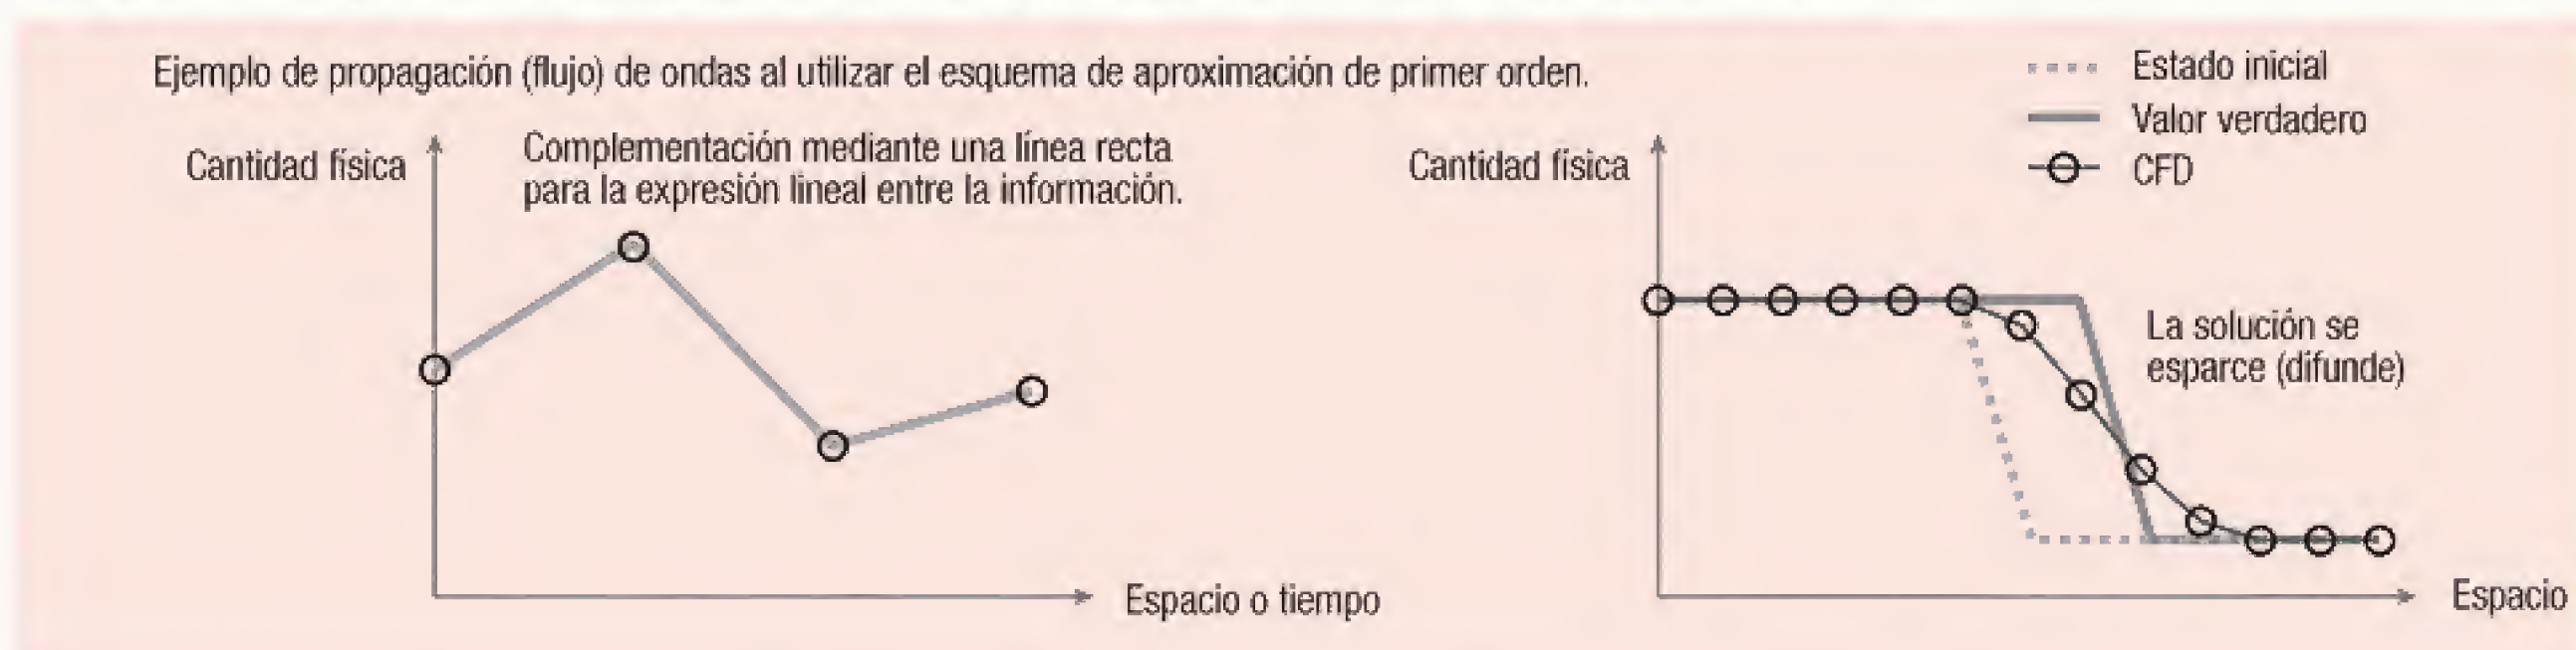 Ejemplo de propagación (flujo) de ondas al utilizar el esquema de aproximación de primer orden.
Cantidad física
Complementación mediante una línea recta
para la expresión lineal entre la información.
Espacio o tiempo
Estado inicial
Valor verdadero
CFD
Cantidad física
La solución se
esparce (difunde)
Espacio